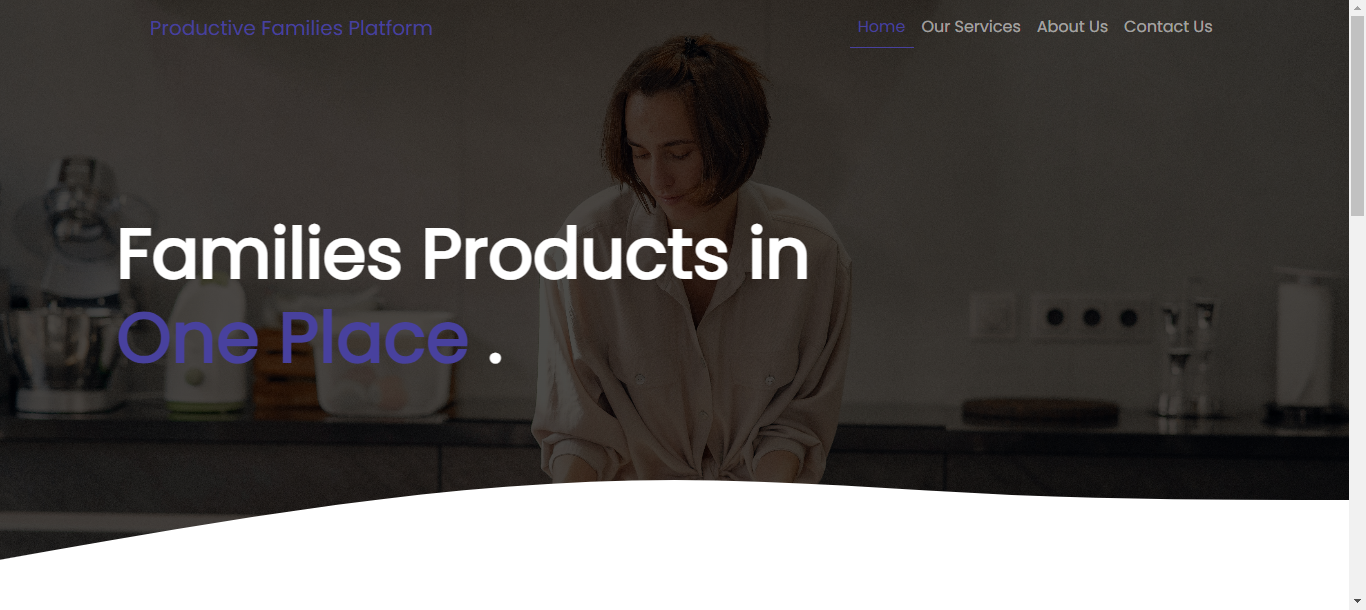 Productive Families Platform
Home Our Services About Us Contact Us
Families Products in
One Place .